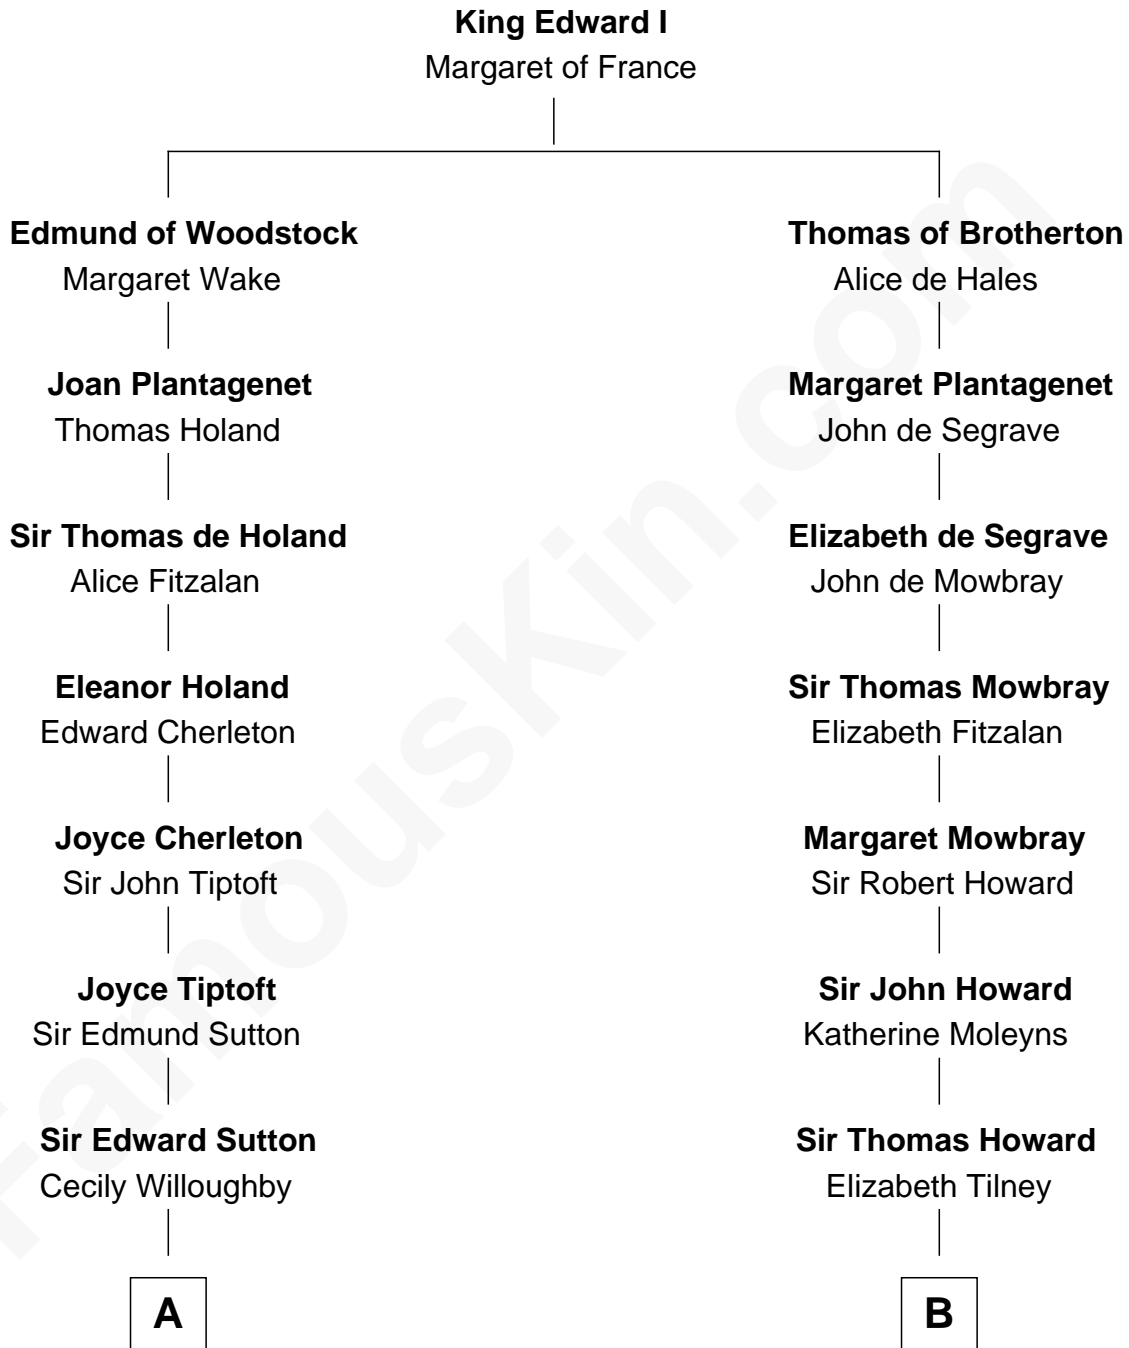 King Edward I
Margaret of France
Edmund of Woodstock
Margaret Wake
Thomas of Brotherton
Alice de Hales
Joan Plantagenet
Thomas Holand
Margaret Plantagenet
John de Segrave
Sir Thomas de Holand
Alice Fitzalan
Elizabeth de Segrave
John de Mowbray
Eleanor Holand
Edward Cherleton
Sir Thomas Mowbray
Elizabeth Fitzalan
Joyce Cherleton
Sir John Tiptoft
Margaret Mowbray
Sir Robert Howard
Joyce Tiptoft
Sir Edmund Sutton
Sir John Howard
Katherine Moleyns
Sir Edward Sutton
Cecily Willoughby
Sir Thomas Howard
Elizabeth Tilney
A
B
FamousKin.com